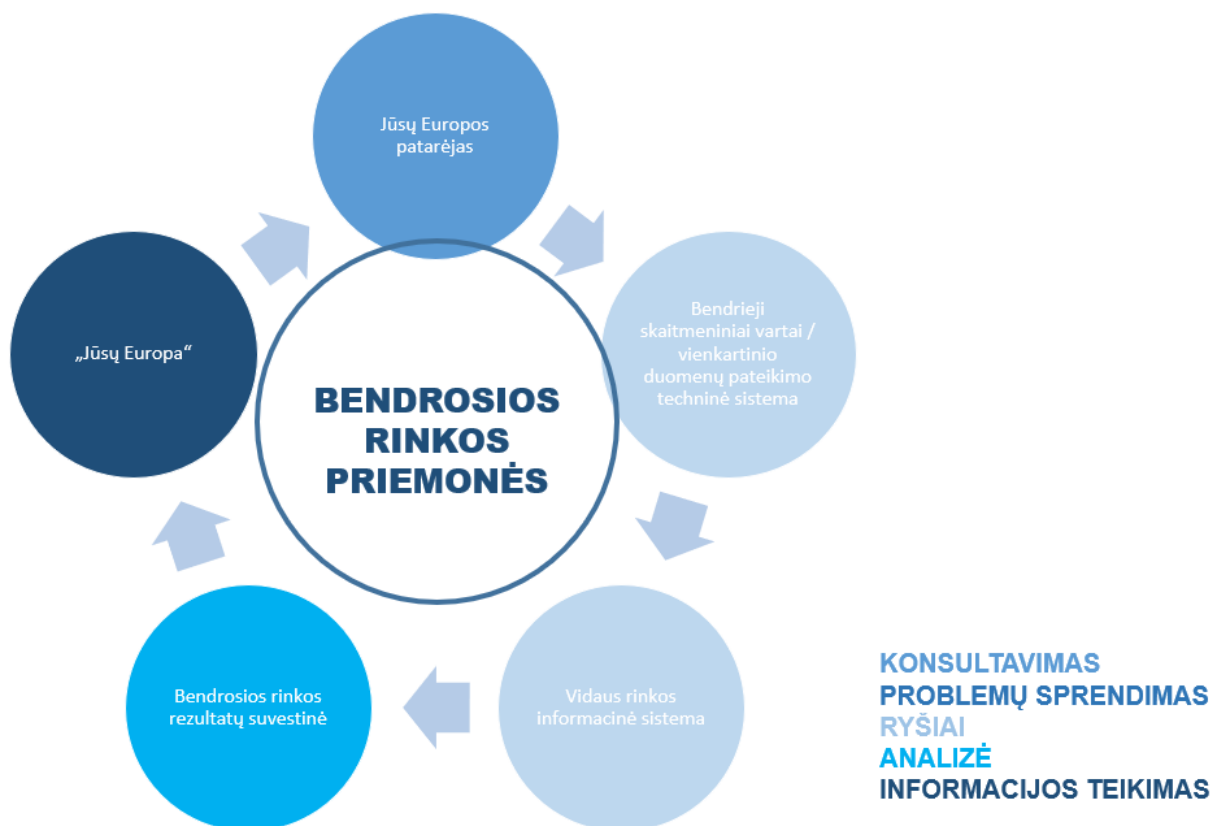 Jūsų Europos
patarėjas
Bendrieji
skaitmeniniai vartai /
vienkartinio
duomenų pateikimo
techninė sistema
„Jūsų Europa“
BENDROSIOS
RINKOS
PRIEMONĖS
Bendrosios rinkos
rezultatų suvestinė
Vidaus rinkos
informacinė sistema
KONSULTAVIMAS
PROBLEMŲ SPRENDIMAS
RYŠIAI
ANALIZĖ
INFORMACIJOS TEIKIMAS